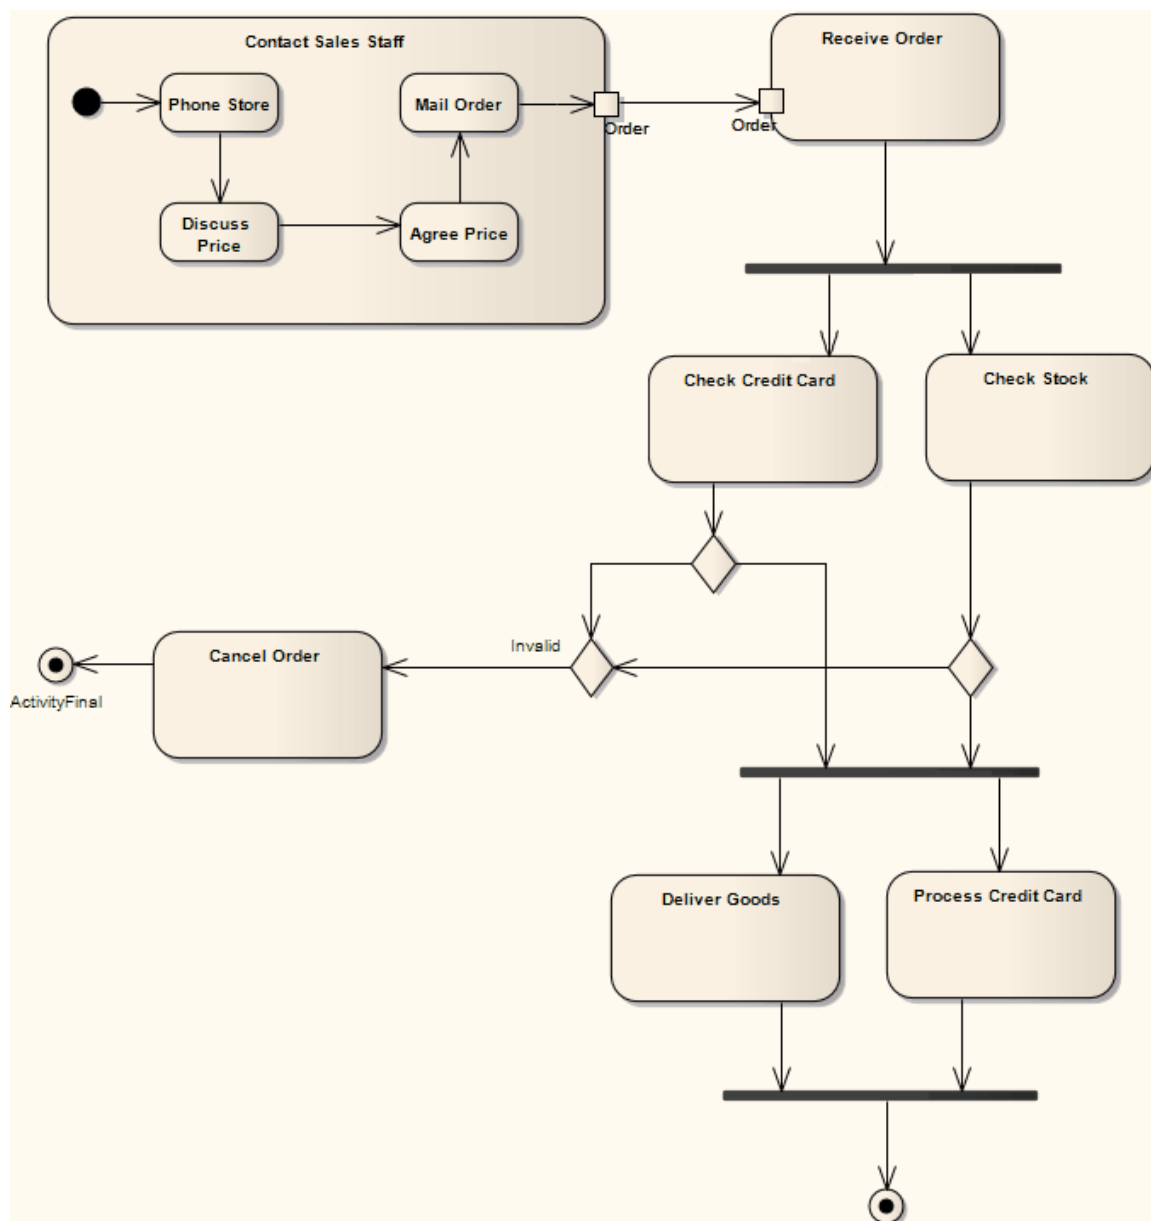 Contact Sales Staff
Receive Order
Phone Store
Mail Order
Order
Order
Discuss
Price
Agree Price
Check Credit Card
Check Stock
Invalid
Cancel Order
ActivityFinal
Deliver Goods
Process Credit Card